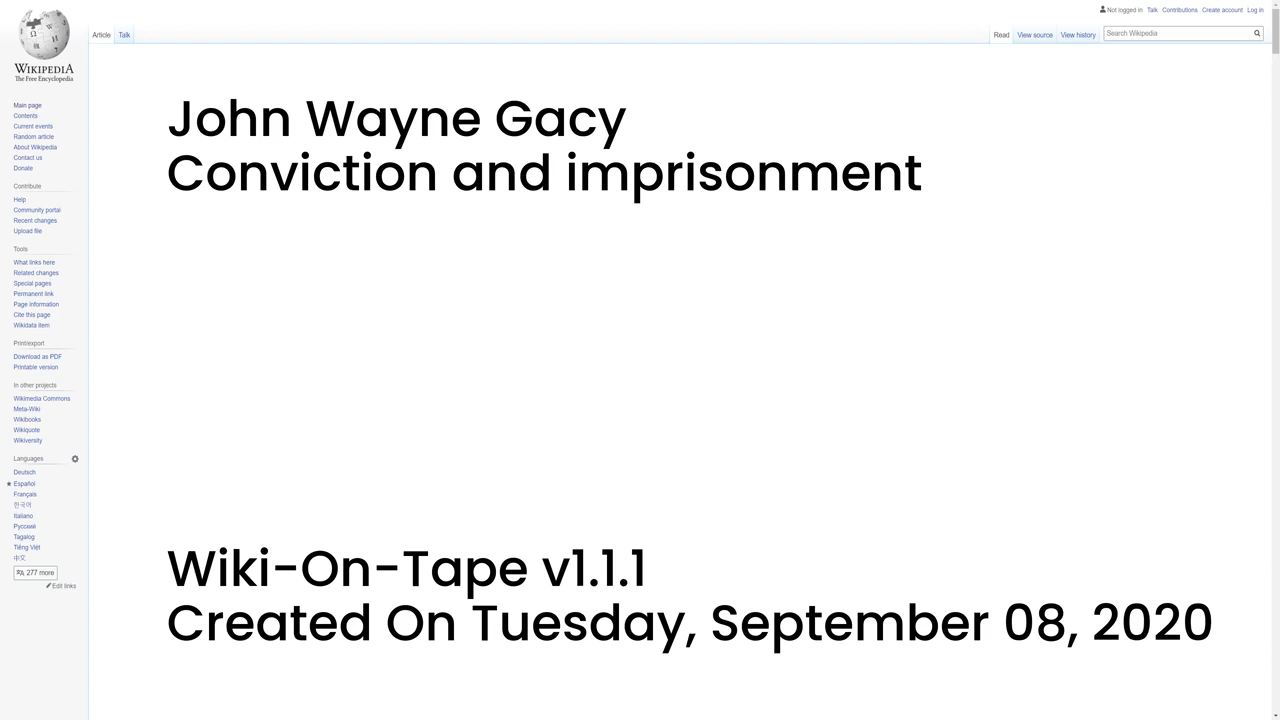 Not logged in Talk Contributions Create account Log in
Article Talk Read View source View history Search Wikipedia
WIKIPEDIA
The Free Encyclopedia
Main page
Contents
Current events
Random article
About Wikipedia
Contact us
Donate
Contribute
Help
Community portal
Recent changes
Upload file
Tools
What links here
Related changes
Special pages
Permanent link
Page information
Cite this page
Wikidata item
Print/export
Download as PDF
Printable version
In other projects
Wikimedia Commons
Meta-Wiki
Wikibooks
Wikiquote
Wikiversity
Languages
Deutsch
Español
Français
한국어
Italiano
Русский
Tagalog
Tiếng Việt
中文
277 more
Edit links
John Wayne Gacy
Conviction and imprisonment
Wiki-On-Tape v1.1.1
Created On Tuesday, September 08, 2020